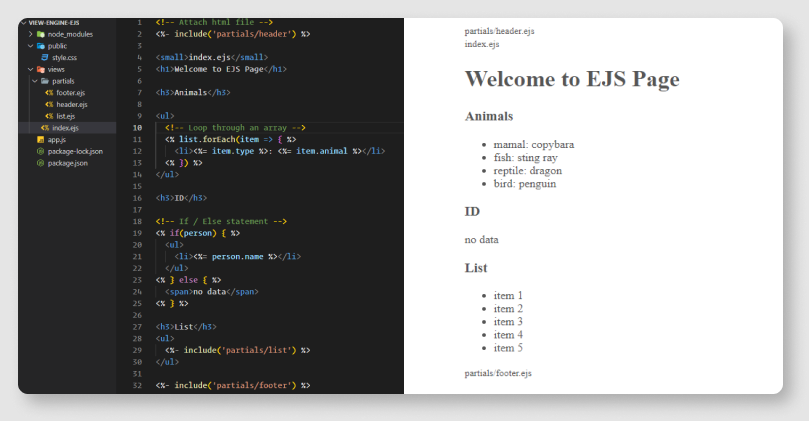 VIEW-ENGINE-EJS
node_modules
public
style.css
views
partials
footer.ejs
header.ejs
list.ejs
index.ejs
app.js
package-lock.json
package.json
1 <!-- Attach html file -->
2 <%- include('partials/header') %>
3
4 <small>index.ejs</small>
5 <h1>Welcome to EJS Page</h1>
6
7 <h3>Animals</h3>
8
9 <ul>
10 <!-- Loop through an array -->
11 <% list.forEach(item => { %>
12 <li><%= item.type %>: <%= item.animal %></li>
13 <% }) %>
14 </ul>
15
16 <h3>ID</h3>
17
18 <!-- If / Else statement -->
19 <% if(person) { %>
20 <ul>
21 <li><%= person.name %></li>
22 </ul>
23 <% } else { %>
24 <span>no data</span>
25 <% } %>
26
27 <h3>List</h3>
28 <ul>
29 <%- include('partials/list') %>
30 </ul>
31
32 <%- include('partials/footer') %>
partials/header.ejs
index.ejs
Welcome to EJS Page
Animals
mamal: copybara
fish: sting ray
reptile: dragon
bird: penguin
ID
no data
List
item 1
item 2
item 3
item 4
item 5
partials/footer.ejs